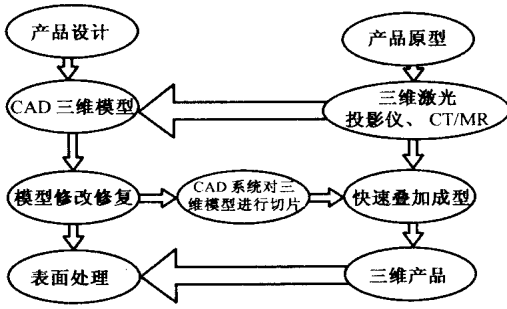 产品设计
产品原型
CAD 三维模型
三维激光
投影仪、CT/MR
模型修改修复
CAD 系统对三
维模型进行切片
快速叠加成型
表面处理
三维产品